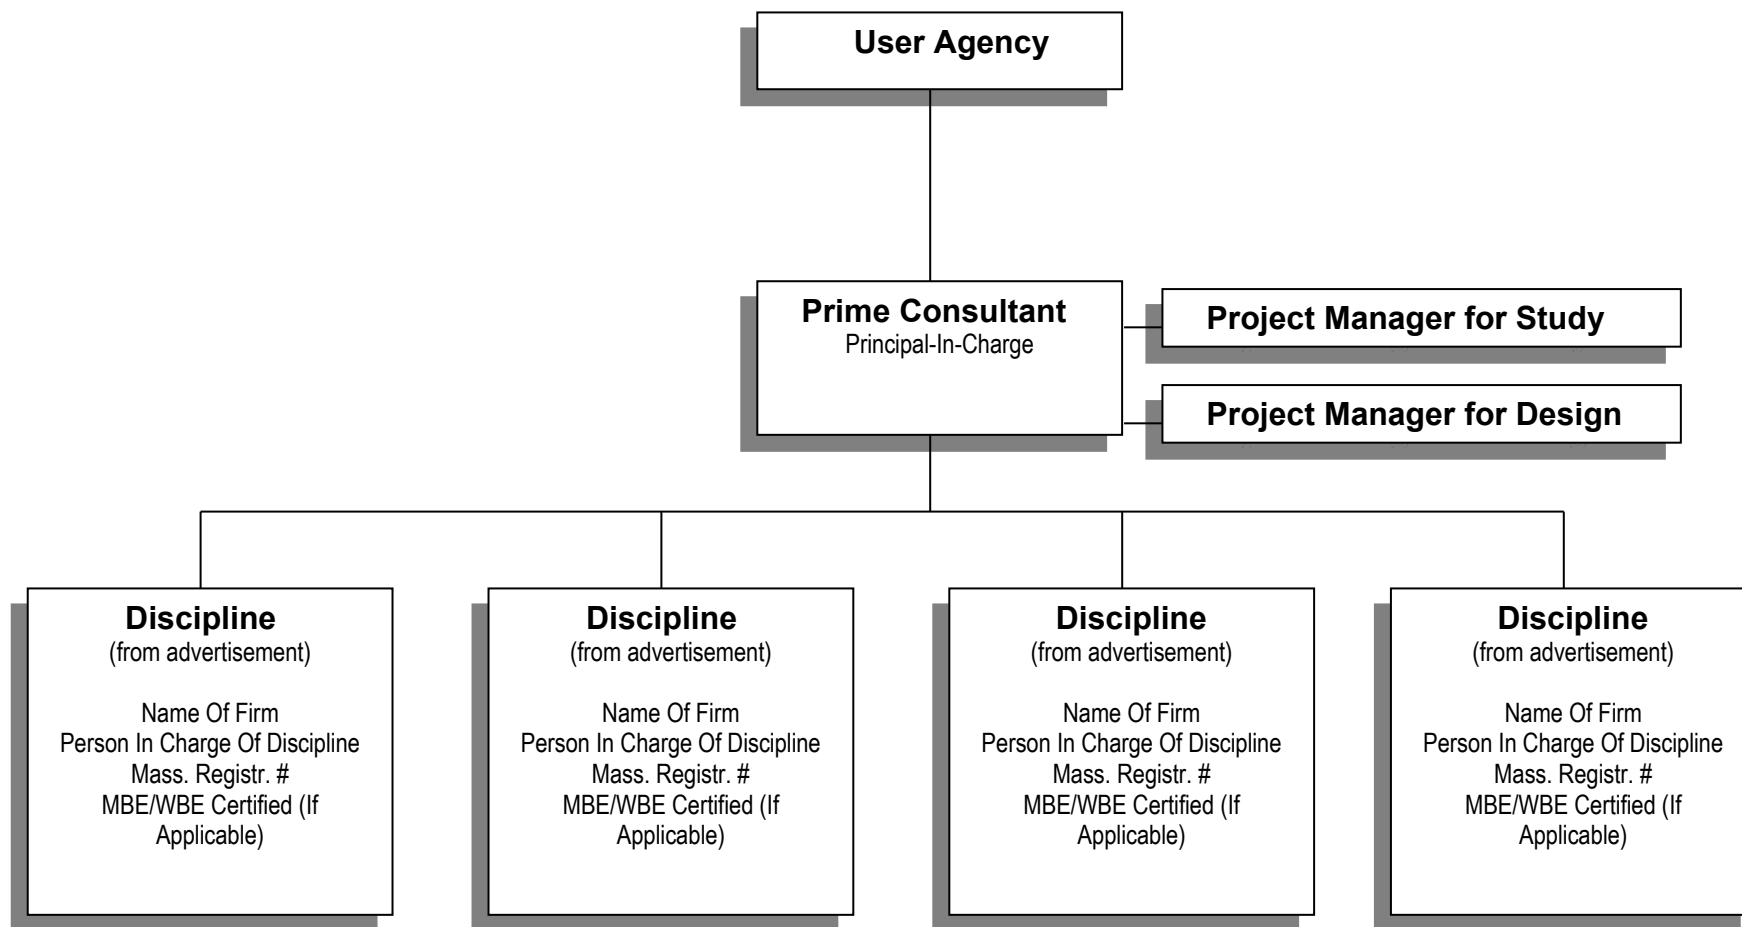 User Agency
Prime Consultant
Principal-In-Charge
Project Manager for Study
Project Manager for Design
Discipline
(from advertisement)
Name Of Firm
Person In Charge Of Discipline
Mass. Registr. #
MBE/WBE Certified (If
Applicable)
Discipline
(from advertisement)
Name Of Firm
Person In Charge Of Discipline
Mass. Registr. #
MBE/WBE Certified (If
Applicable)
Discipline
(from advertisement)
Name Of Firm
Person In Charge Of Discipline
Mass. Registr. #
MBE/WBE Certified (If
Applicable)
Discipline
(from advertisement)
Name Of Firm
Person In Charge Of Discipline
Mass. Registr. #
MBE/WBE Certified (If
Applicable)